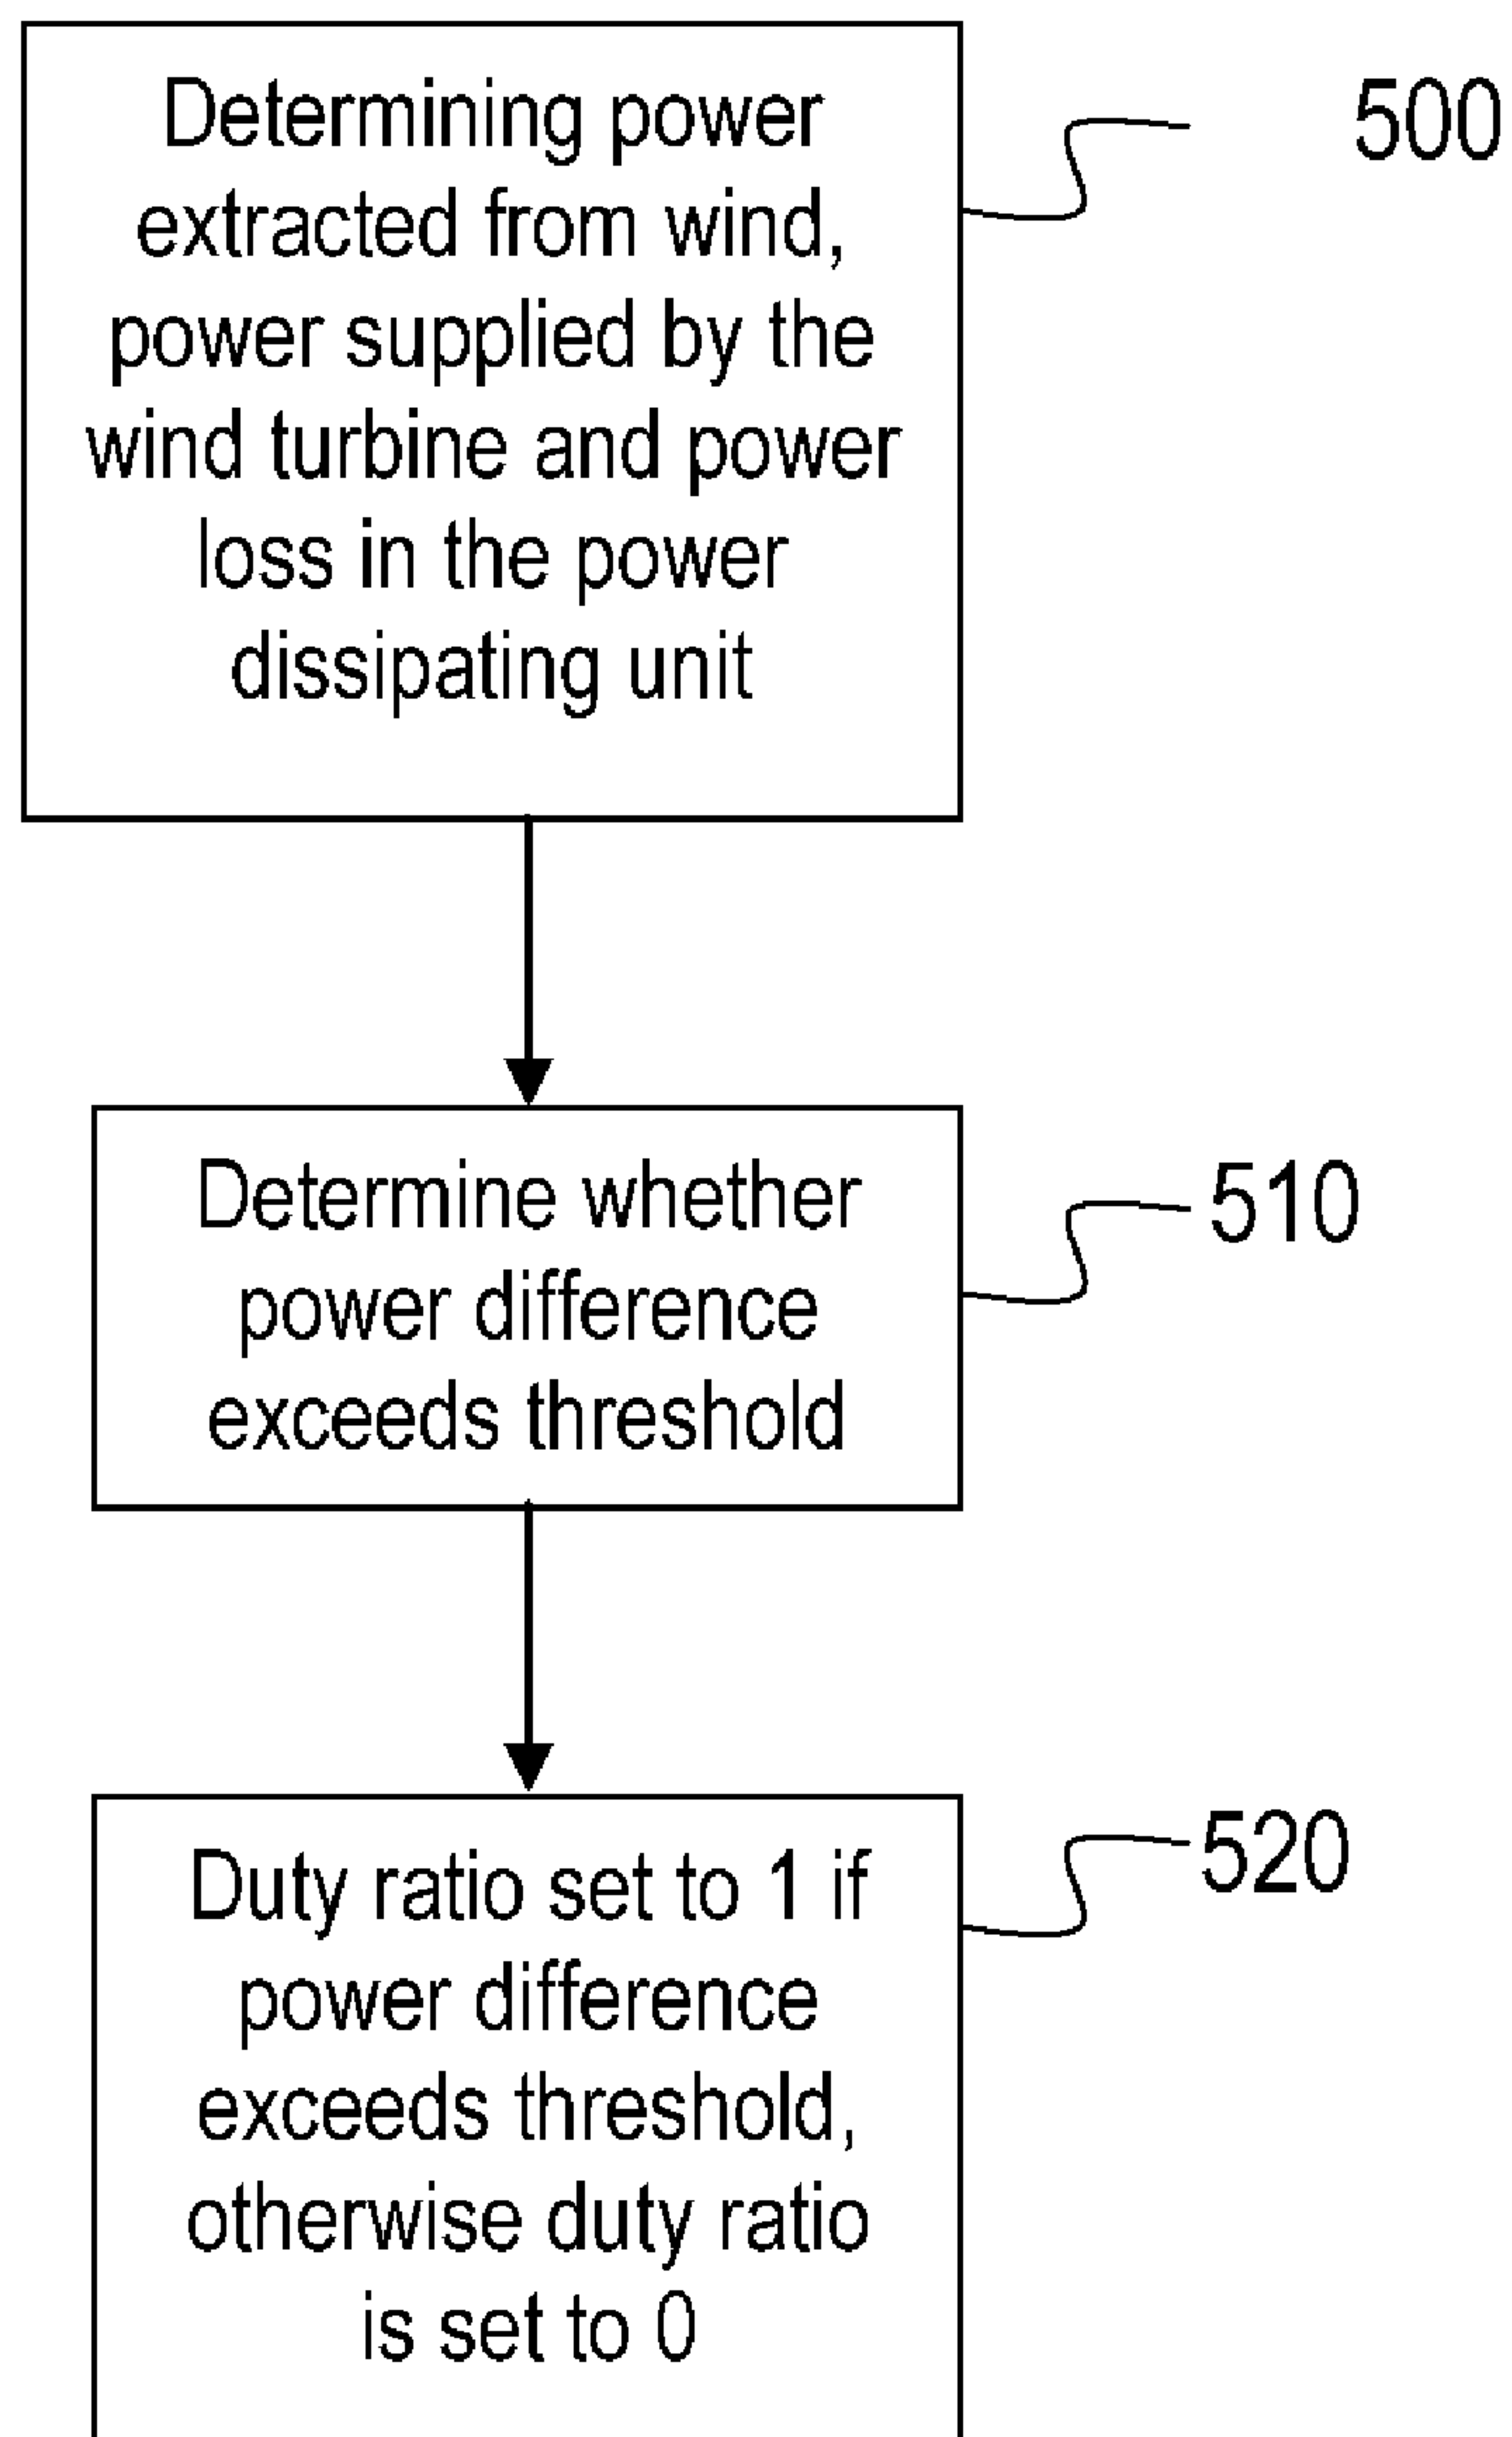 Determining power
extracted from wind,
power supplied by the
wind turbine and power
loss in the power
dissipating unit
500
Determine whether
power difference
exceeds threshold
510
Duty ratio set to 1 if
power difference
exceeds threshold,
otherwise duty ratio
is set to 0
520